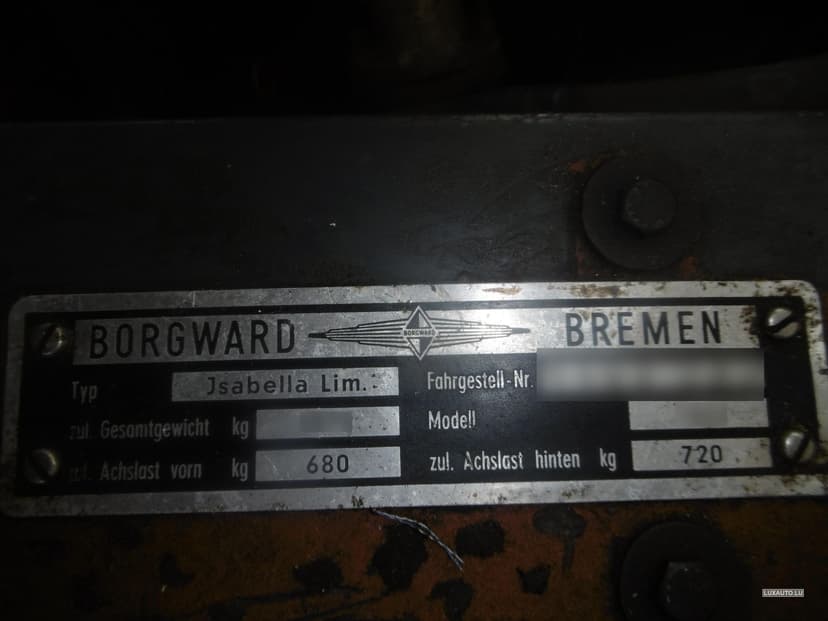 BORGWARD BORGWARD BREMEN
Typ Jsabella Lim. Fahrgestell-Nr.
zul. Gesamtgewicht kg Modell
zul. Achslast vorn kg 680 zul. Achslast hinten kg 720
LUXAUTO.LU